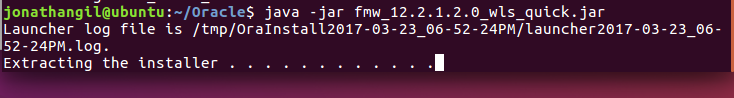 jonathangil@ubuntu:~/Oracle$ java -jar fmw_12.2.1.2.0_wls_quick.jar
Launcher log file is /tmp/OraInstall2017-03-23_06-52-24PM/launcher2017-03-23_06-
52-24PM.log.
Extracting the installer . . . . . . . . . . . .